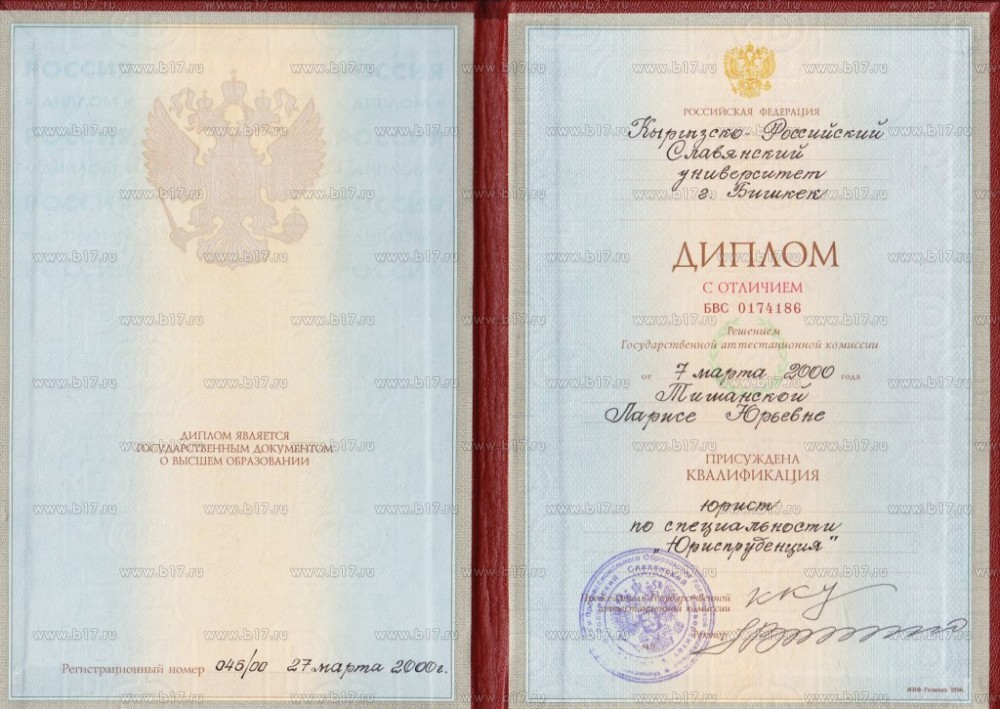 ДИПЛОМ ЯВЛЯЕТСЯ
ГОСУДАРСТВЕННЫМ ДОКУМЕНТОМ
О ВЫСШЕМ ОБРАЗОВАНИИ
Регистрационный номер 046/00 27 марта 2000г.
РОССИЙСКАЯ ФЕДЕРАЦИЯ
Кыргызско-Российский
Славянский
университет
г. Бишкек
ДИПЛОМ
С ОТЛИЧИЕМ
БВС 0174186
Решением
Государственной аттестационной комиссии
от 7 марта 2000 года
Тишанской
Ларисе Юрьевне
ПРИСУЖДЕНА
КВАЛИФИКАЦИЯ
юрист
по специальности
"Юриспруденция"
Председатель Государственной
аттестационной комиссии
Ректор
www.b17.ru